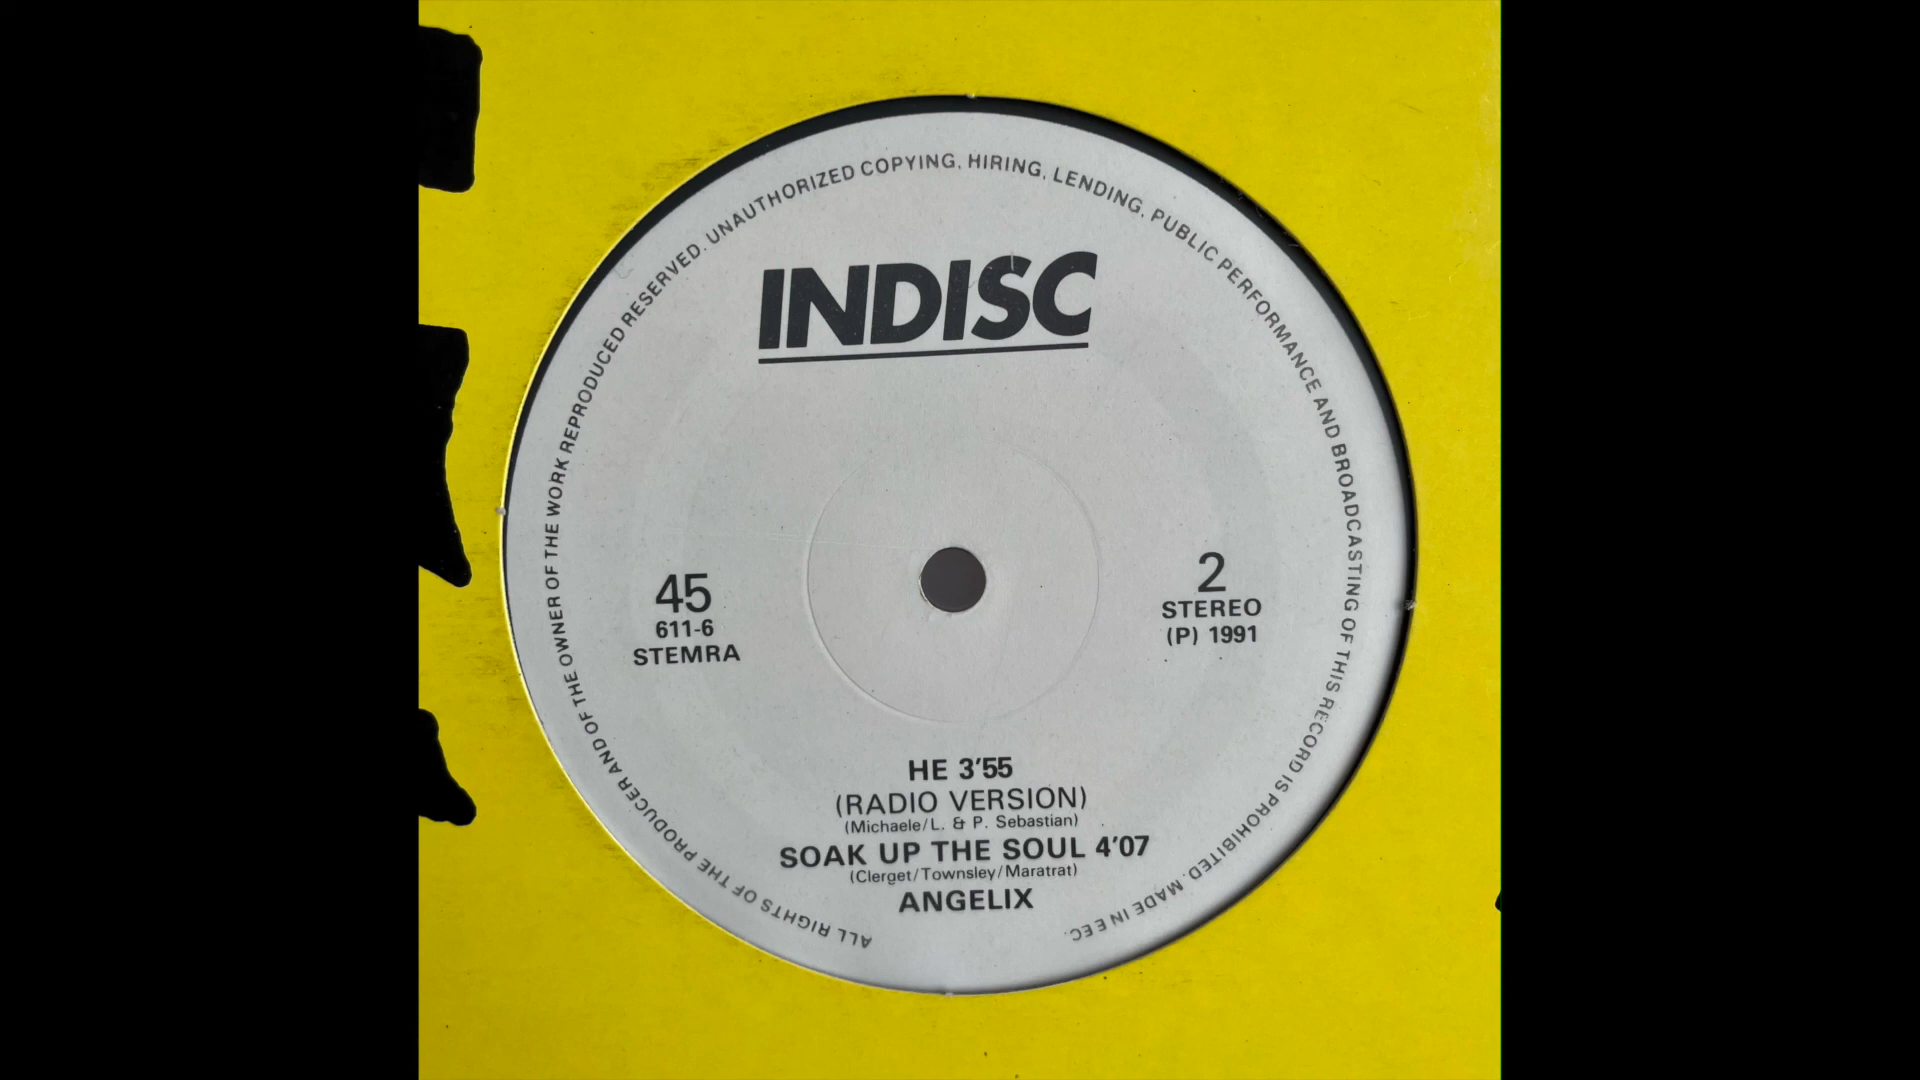 ALL RIGHTS OF THE PRODUCER AND OF THE OWNER OF THE WORK REPRODUCED RESERVED. UNAUTHORIZED COPYING, HIRING, LENDING, PUBLIC PERFORMANCE AND BROADCASTING OF THIS RECORD IS PROHIBITED. MADE IN EEC.
INDISC
45
611-6
STEMRA
2
STEREO
(P) 1991
HE 3'55
(RADIO VERSION)
(Michaele/L. & P. Sebastian)
SOAK UP THE SOUL 4'07
(Clerget/Townsley/Maratrat)
ANGELIX